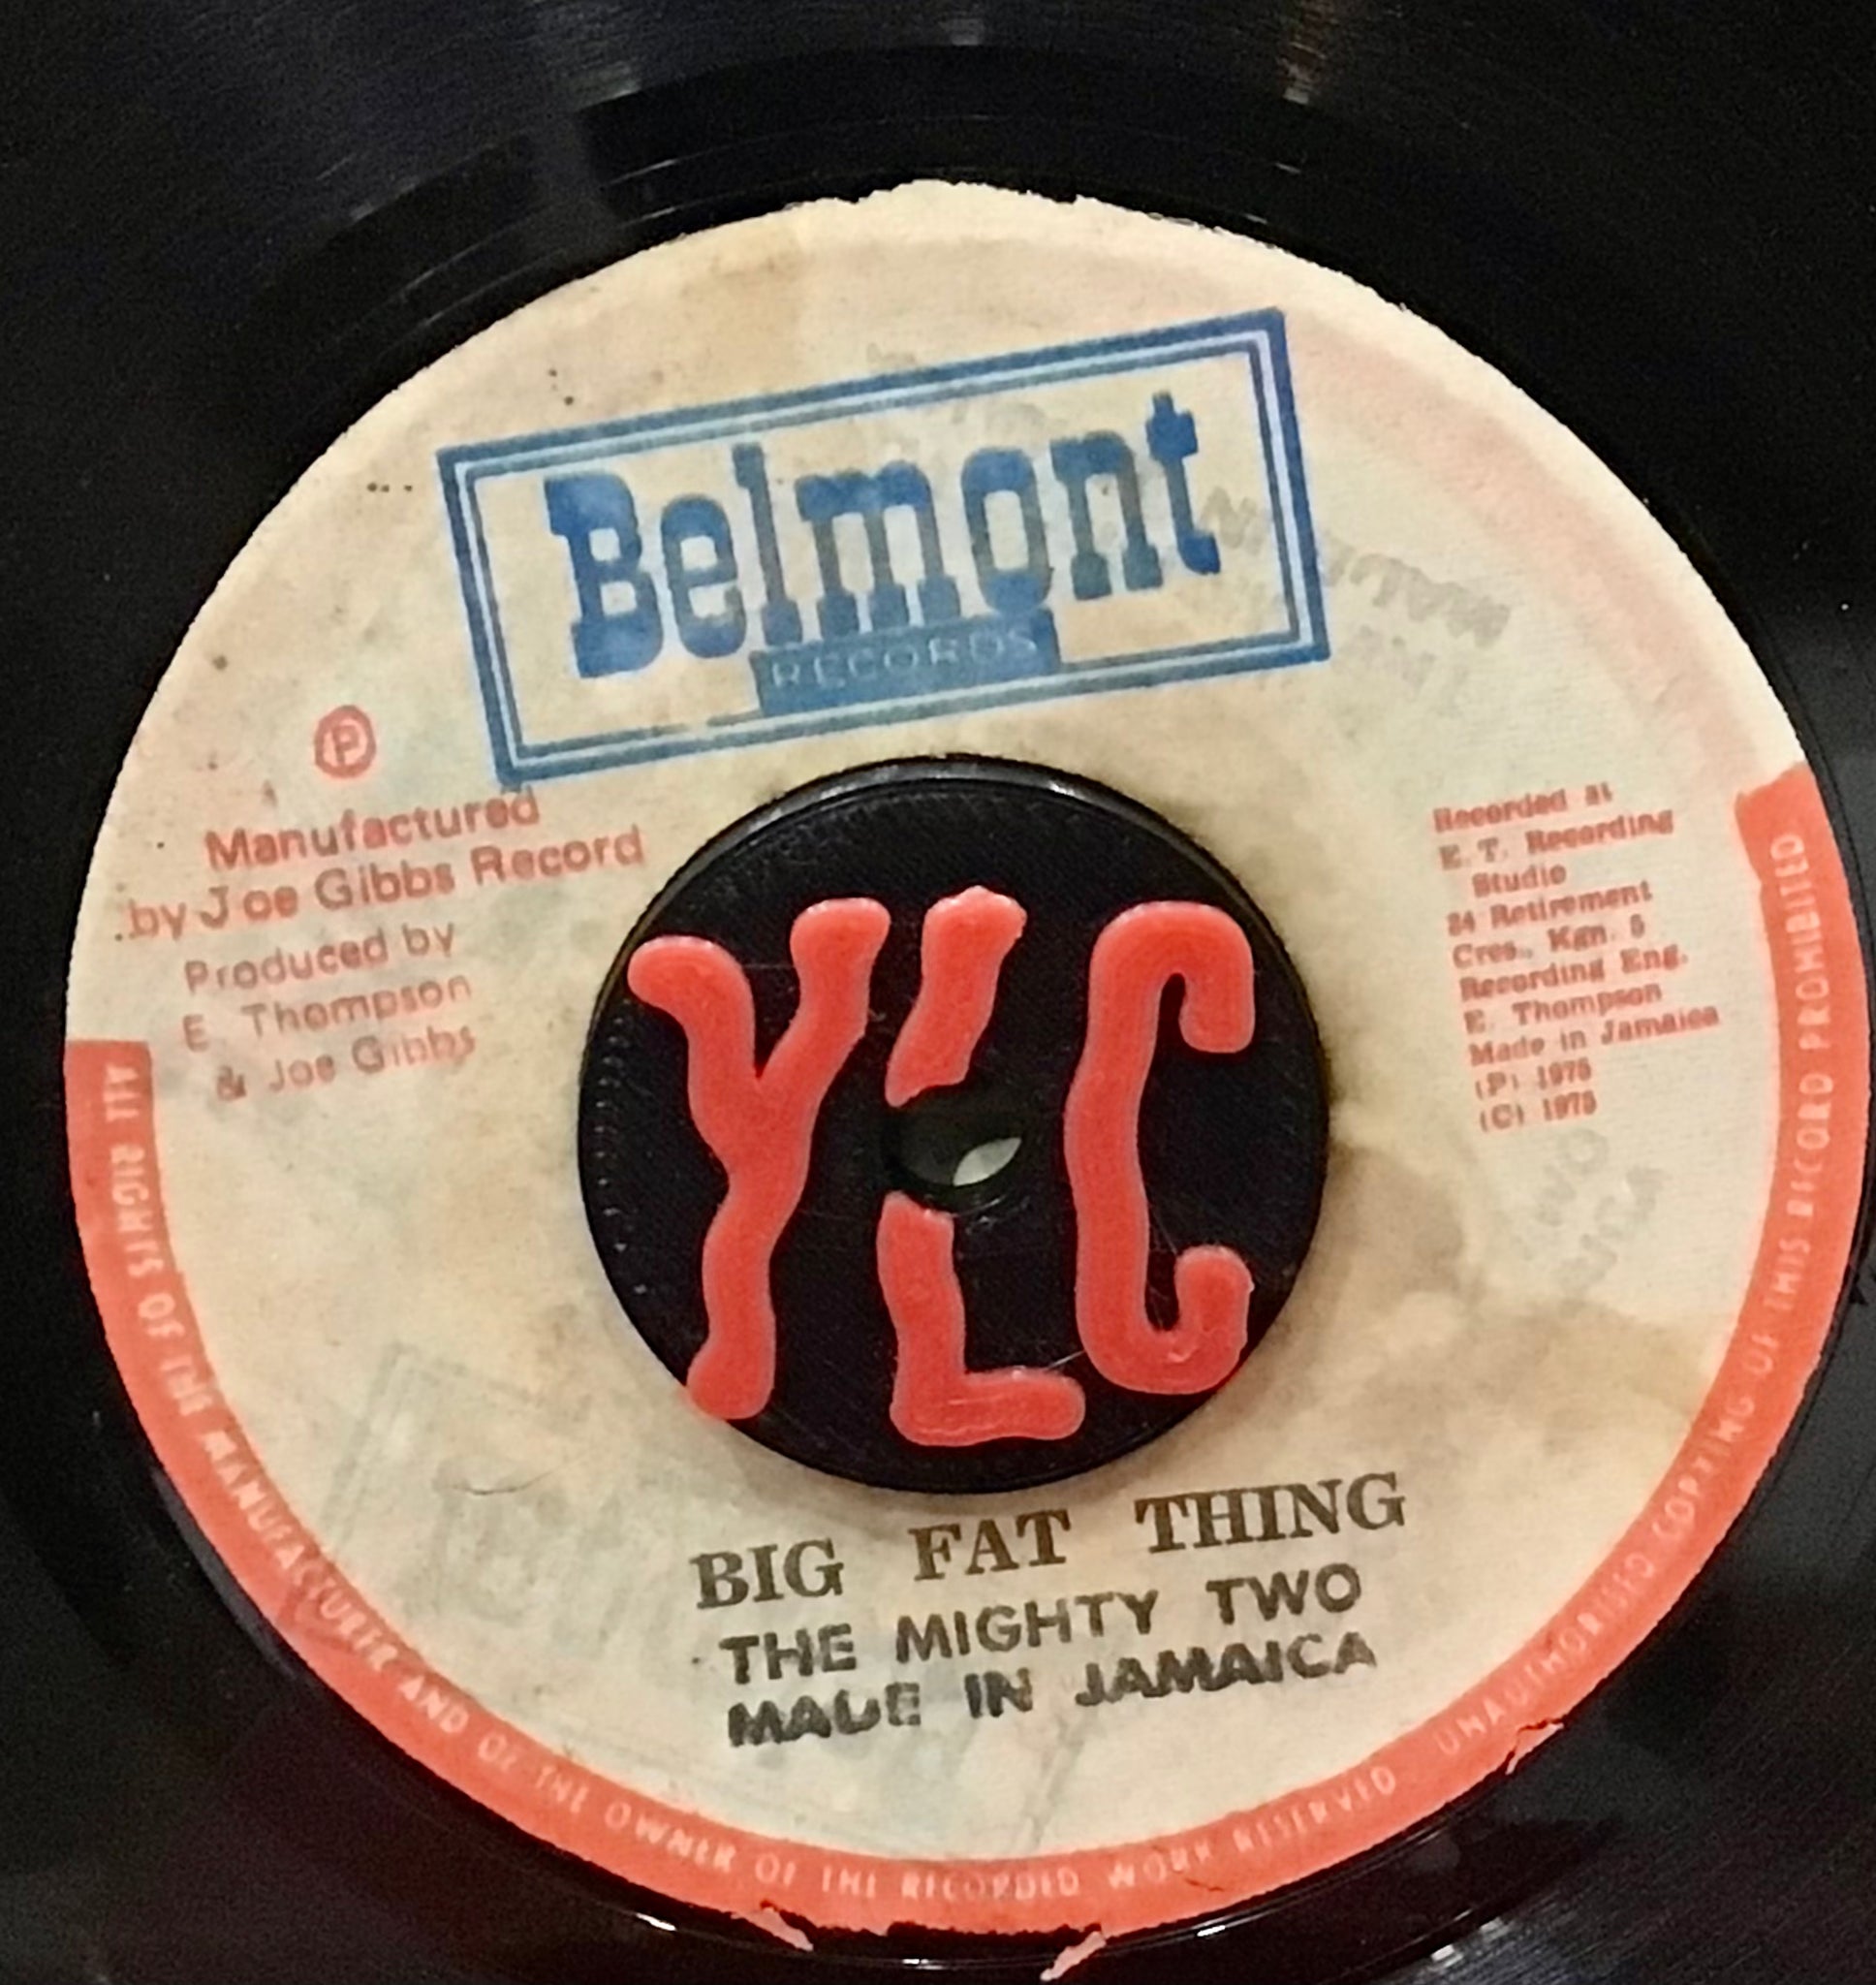 Belmont
RECORDS
Ⓟ
Manufactured
by Joe Gibbs Record
Produced by
E. Thompson
& Joe Gibbs
Recorded at
E. T. Recording
Studio
24 Retirement
Cres., Kgn. 5
Recording Eng.
E. Thompson
Made in Jamaica
(P) 1975
(C) 1975
Y'LC
BIG FAT THING
THE MIGHTY TWO
MADE IN JAMAICA
ALL RIGHTS OF THE MANUFACTURER AND OF THE OWNER OF THE RECORDED WORK RESERVED UNAUTHORISED COPYING OF THIS RECORD PROHIBITED